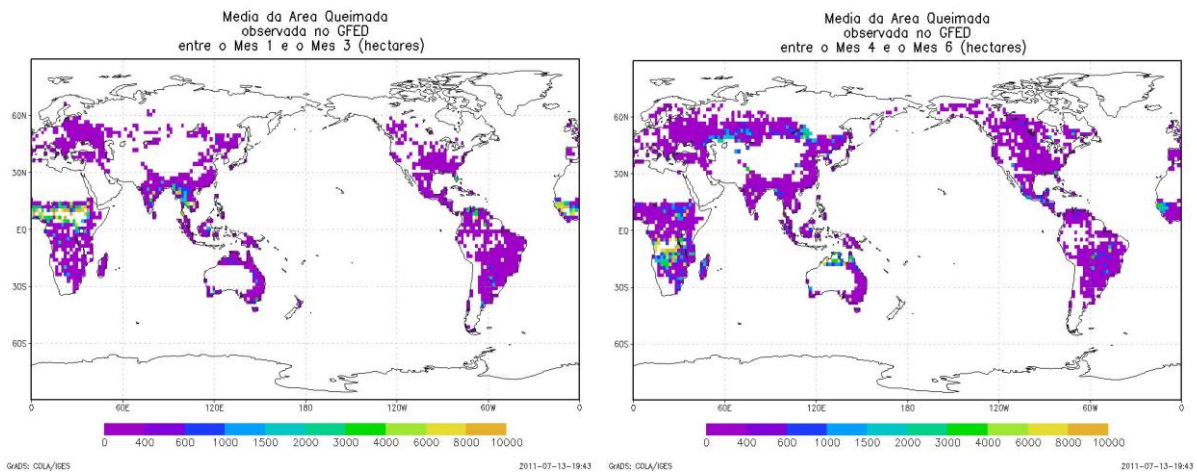 Media da Area Queimada
observada no GFED
entre o Mes 1 e o Mes 3 (hectares)
60N
30N
EQ
30S
60S
0 60E 120E 180 120W 60W 0
0 400 600 1000 1500 2000 3000 4000 6000 8000 10000
GrADS: COLA/IGES 2011-07-13-19:43
Media da Area Queimada
observada no GFED
entre o Mes 4 e o Mes 6 (hectares)
60N
30N
EQ
30S
60S
0 60E 120E 180 120W 60W 0
0 400 600 1000 1500 2000 3000 4000 6000 8000 10000
GrADS: COLA/IGES 2011-07-13-19:43